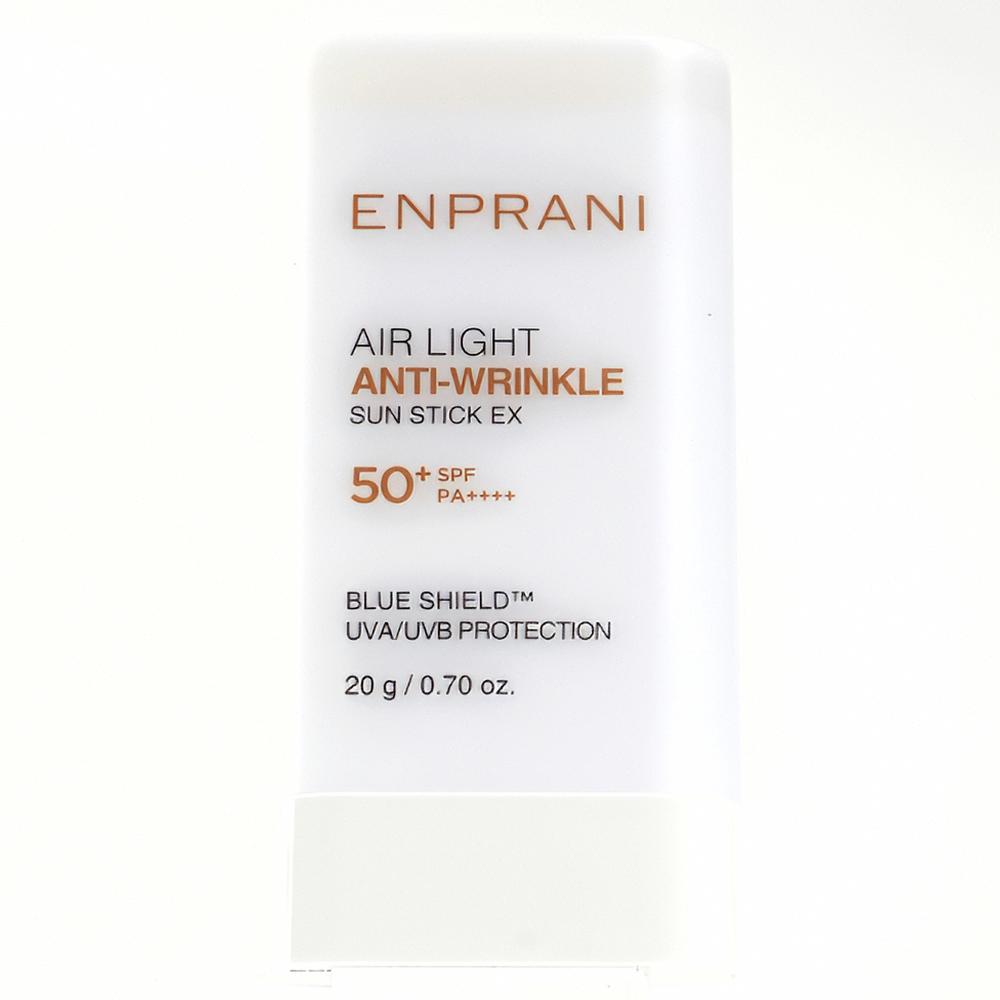 ENPRANI
AIR LIGHT
ANTI-WRINKLE
SUN STICK EX
50+ SPF
PA++++
BLUE SHIELD™
UVA/UVB PROTECTION
20 g / 0.70 oz.